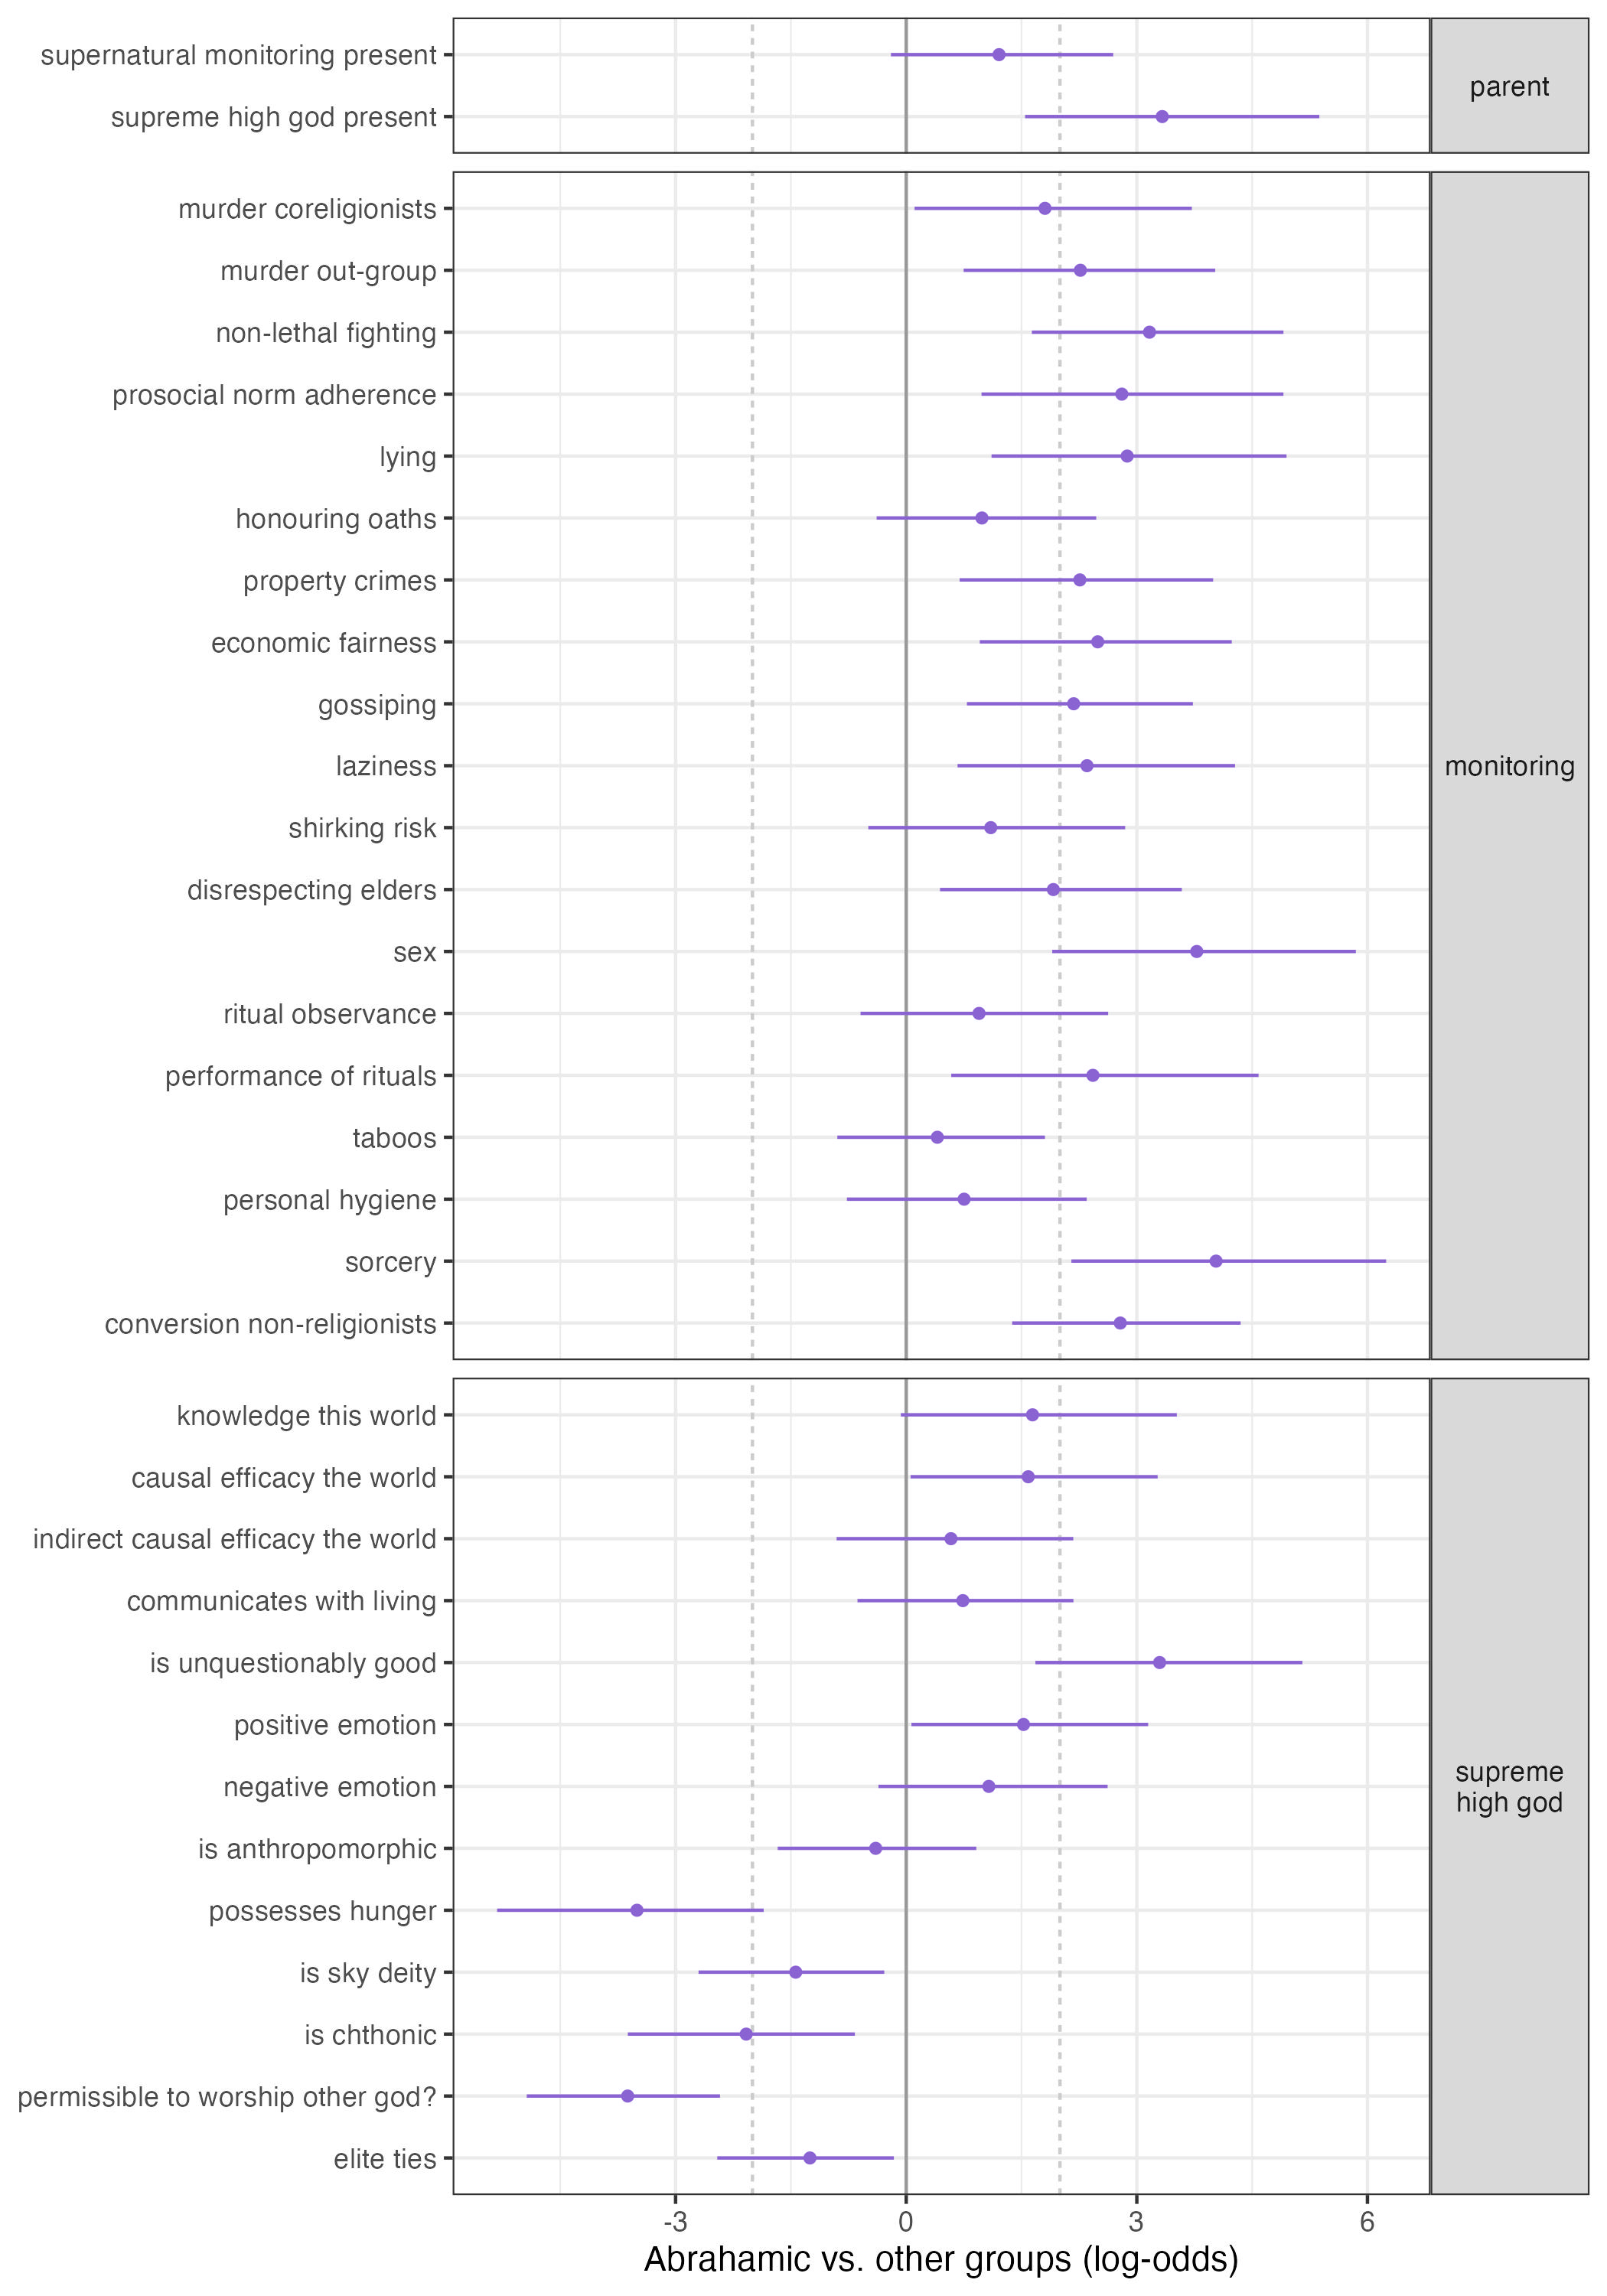 supernatural monitoring present
supreme high god present
parent
murder coreligionists
murder out-group
non-lethal fighting
prosocial norm adherence
lying
honouring oaths
property crimes
economic fairness
gossiping
laziness
shirking risk
disrespecting elders
sex
ritual observance
performance of rituals
taboos
personal hygiene
sorcery
conversion non-religionists
monitoring
knowledge this world
causal efficacy the world
indirect causal efficacy the world
communicates with living
is unquestionably good
positive emotion
negative emotion
is anthropomorphic
possesses hunger
is sky deity
is chthonic
permissible to worship other god?
elite ties
supreme
high god
-3 0 3 6
Abrahamic vs. other groups (log-odds)